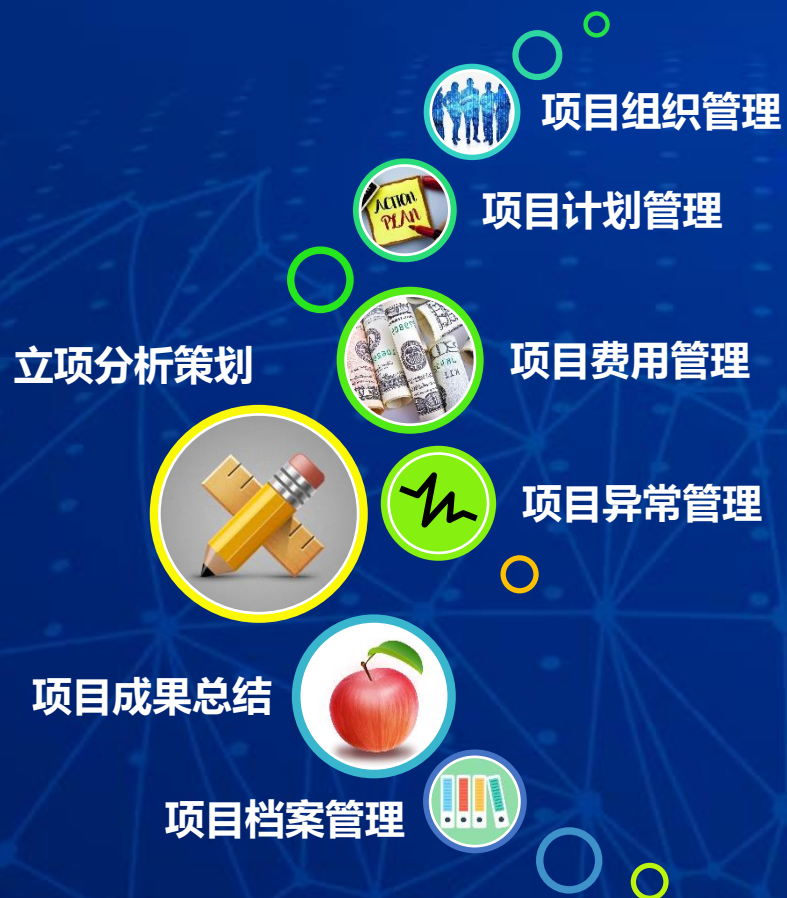 项目组织管理
ACTION
PLAN
项目计划管理
立项分析策划
项目费用管理
项目异常管理
项目成果总结
项目档案管理